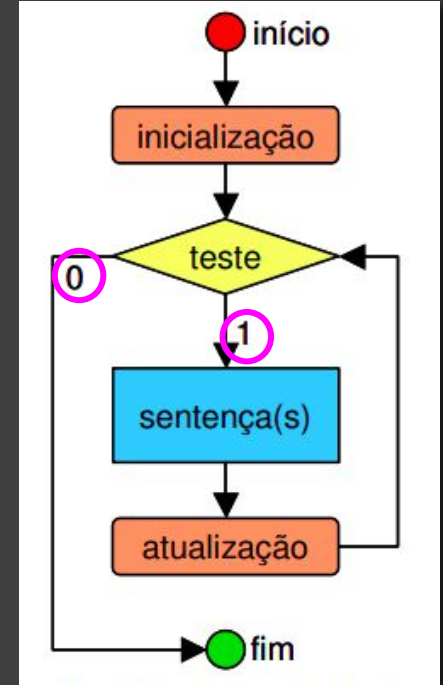 início
inicialização
teste
0
1
sentença(s)
atualização
fim